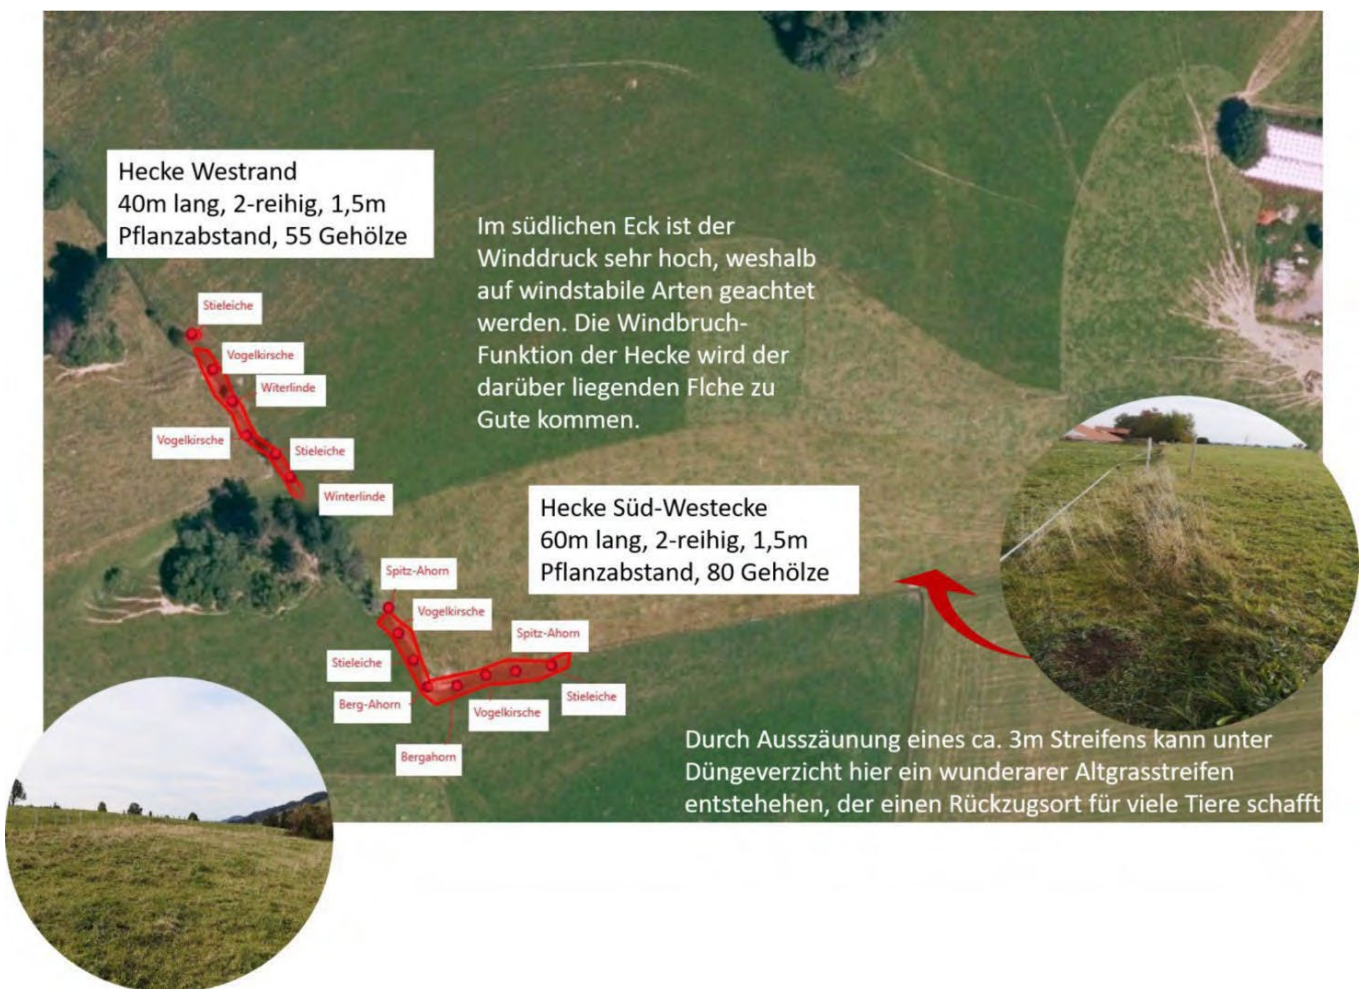 Hecke Westrand
40m lang, 2-reihig, 1,5m
Pflanzabstand, 55 Gehölze
Im südlichen Eck ist der
Winddruck sehr hoch, weshalb
auf windstabile Arten geachtet
werden. Die Windbruch-
Funktion der Hecke wird der
darüber liegenden Flche zu
Gute kommen.
Stieleiche
Vogelkirsche
Witerlinde
Vogelkirsche
Stieleiche
Winterlinde
Hecke Süd-Westecke
60m lang, 2-reihig, 1,5m
Pflanzabstand, 80 Gehölze
Spitz-Ahorn
Vogelkirsche
Spitz-Ahorn
Stieleiche
Berg-Ahorn
Vogelkirsche
Stieleiche
Bergahorn
Durch Ausszäunung eines ca. 3m Streifens kann unter
Düngeverzicht hier ein wunderarer Altgrasstreifen
entstehehen, der einen Rückzugsort für viele Tiere schafft